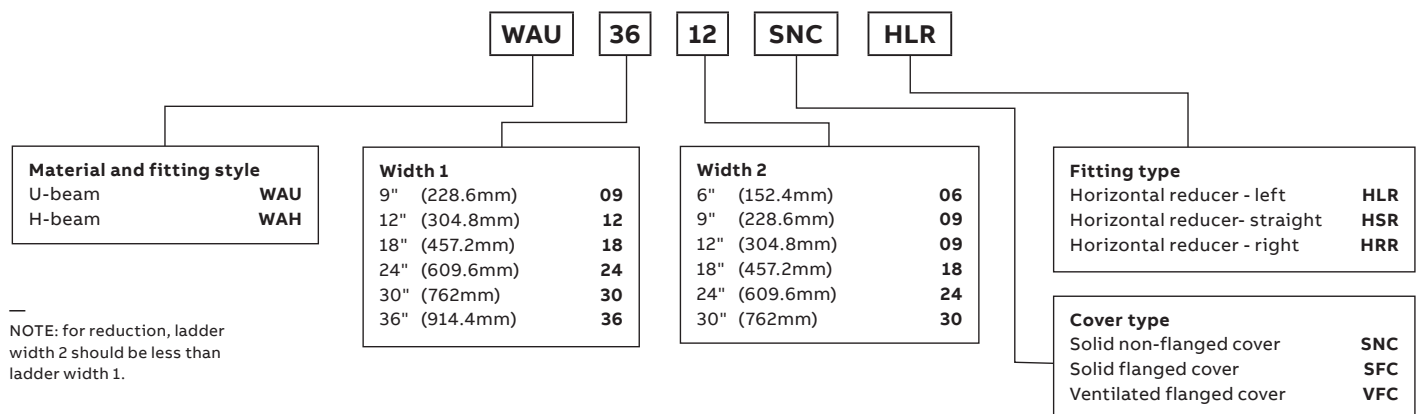 WAU 36 12 SNC HLR
Material and fitting style
U-beam WAU
H-beam WAH
Width 1
9" (228.6mm) 09
12" (304.8mm) 12
18" (457.2mm) 18
24" (609.6mm) 24
30" (762mm) 30
36" (914.4mm) 36
Width 2
6" (152.4mm) 06
9" (228.6mm) 09
12" (304.8mm) 09
18" (457.2mm) 18
24" (609.6mm) 24
30" (762mm) 30
Fitting type
Horizontal reducer - left HLR
Horizontal reducer- straight HSR
Horizontal reducer - right HRR
Cover type
Solid non-flanged cover SNC
Solid flanged cover SFC
Ventilated flanged cover VFC
—
NOTE: for reduction, ladder
width 2 should be less than
ladder width 1.